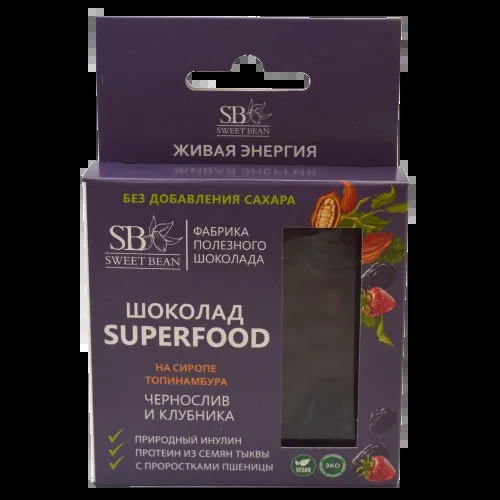 SB
SWEET BEAN
ЖИВАЯ ЭНЕРГИЯ
БЕЗ ДОБАВЛЕНИЯ САХАРА
SB
SWEET BEAN
ФАБРИКА
ПОЛЕЗНОГО
ШОКОЛАДА
ШОКОЛАД
SUPERFOOD
НА СИРОПЕ
ТОПИНАМБУРА
ЧЕРНОСЛИВ
И КЛУБНИКА
ПРИРОДНЫЙ ИНУЛИН
ПРОТЕИН ИЗ СЕМЯН ТЫКВЫ
С ПРОРОСТКАМИ ПШЕНИЦЫ
VEGAN
ЭКО